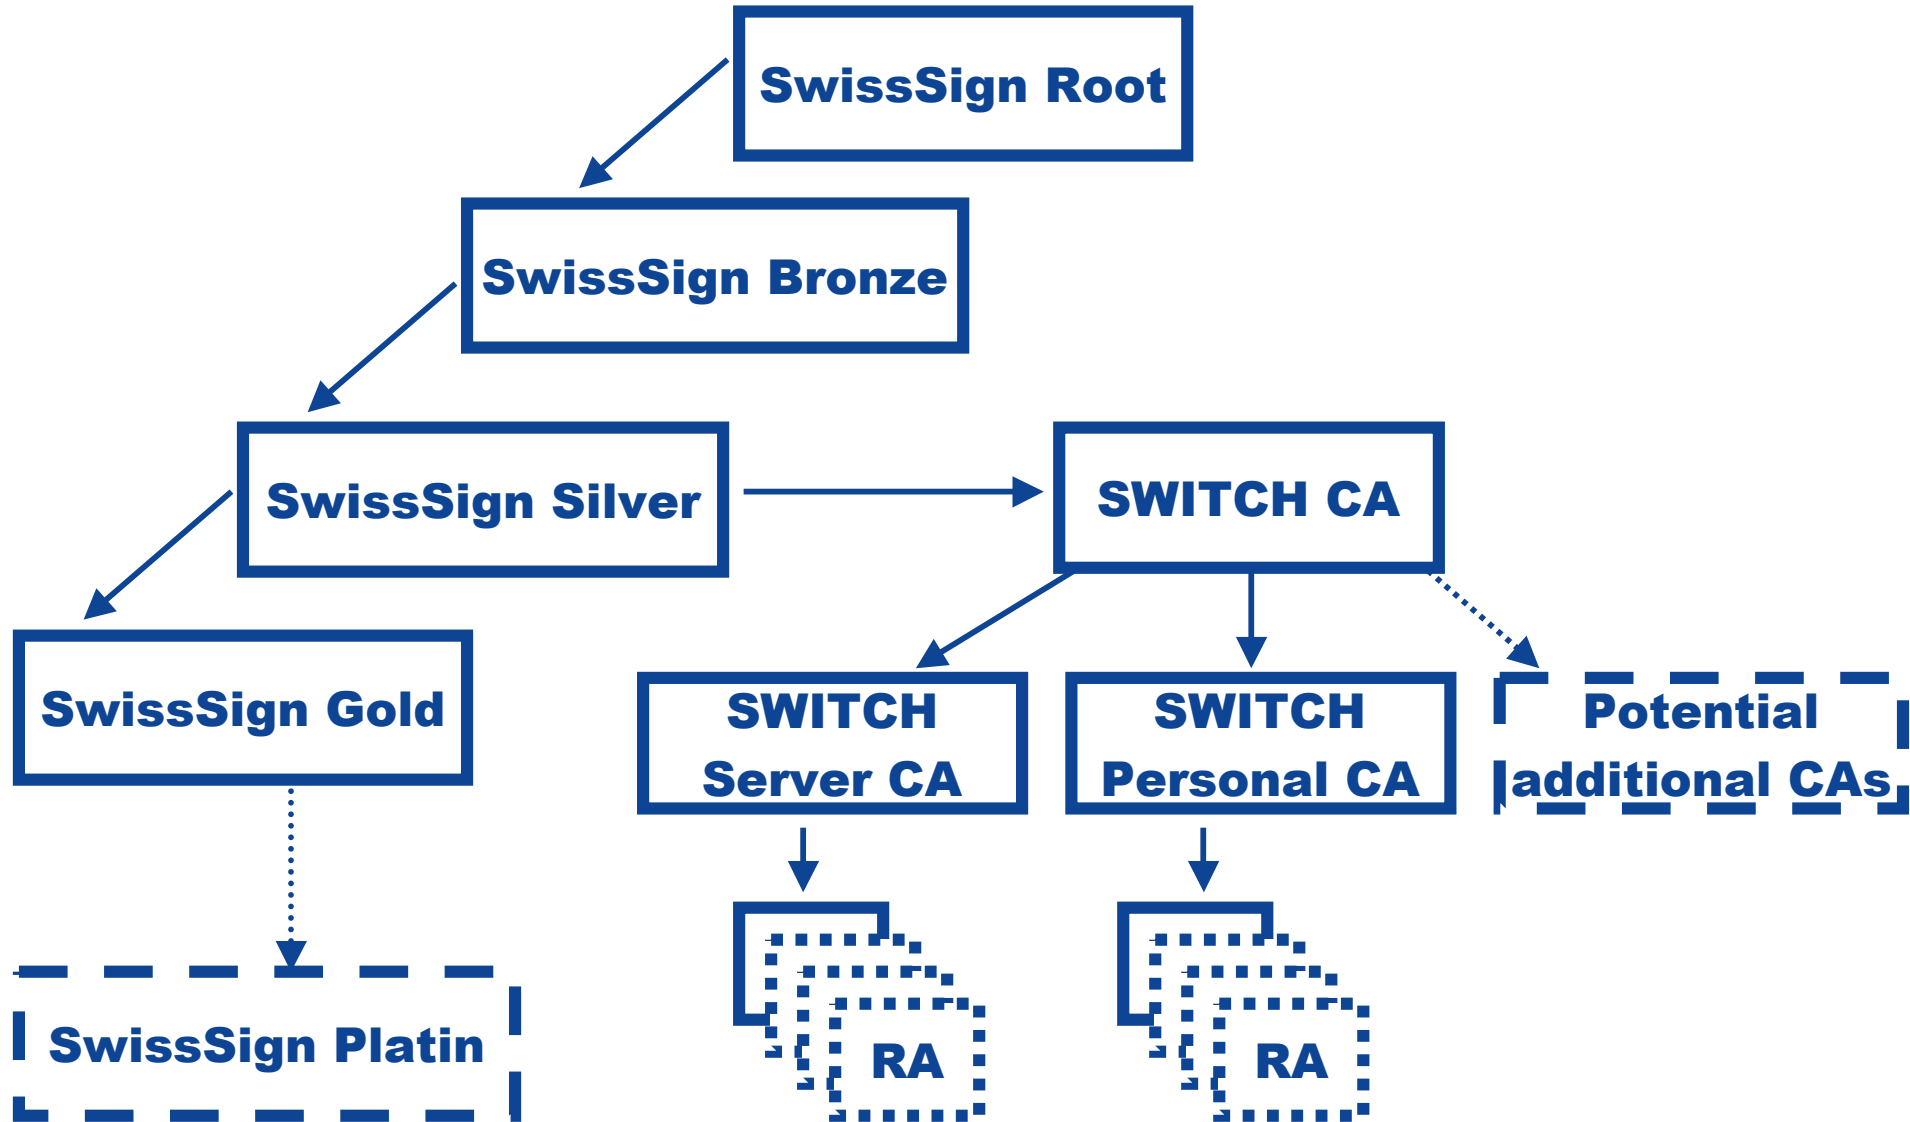 SwissSign Root
SwissSign Bronze
SwissSign Silver
SWITCH CA
SwissSign Gold
SWITCH
Server CA
SWITCH
Personal CA
Potential
additional CAs
SwissSign Platin
RA
RA